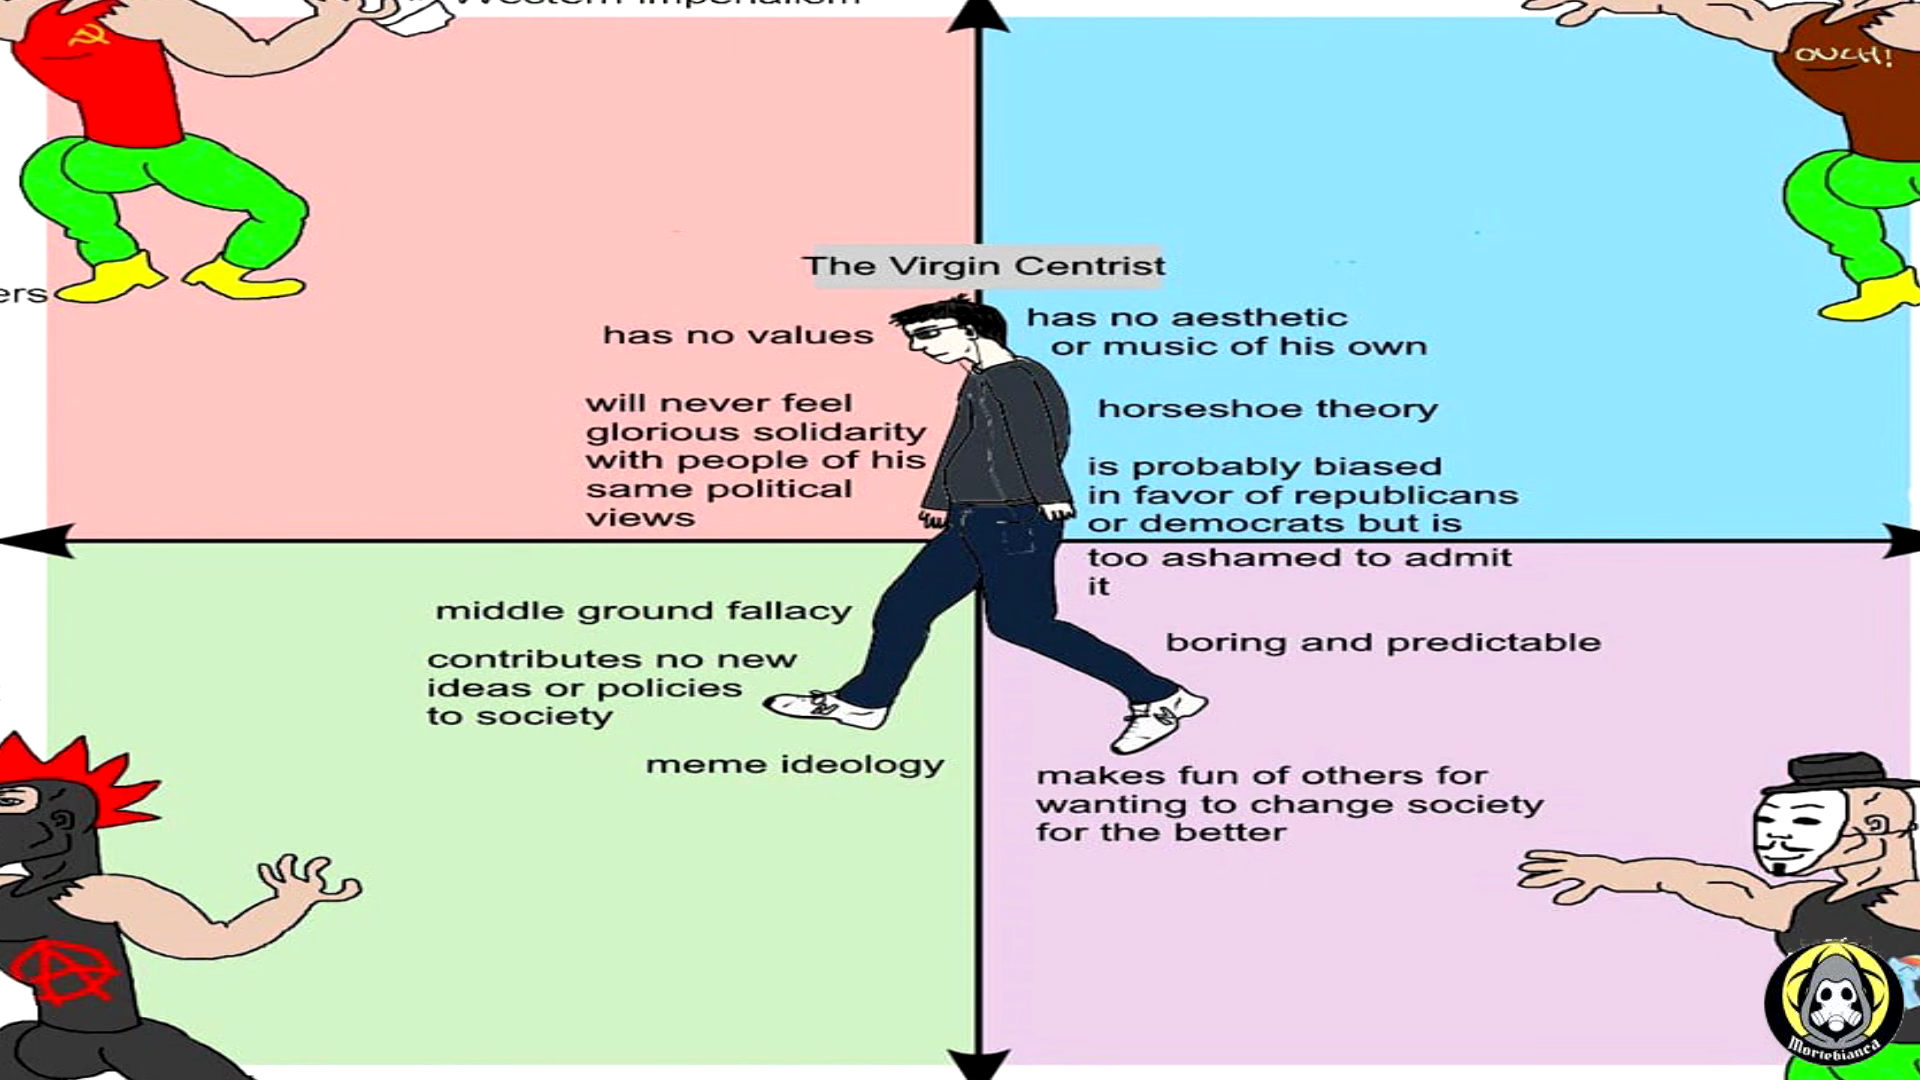 Western Imperialism
OUCH!
ers
The Virgin Centrist
has no values
will never feel
glorious solidarity
with people of his
same political
views
has no aesthetic
or music of his own
horseshoe theory
is probably biased
in favor of republicans
or democrats but is
too ashamed to admit
it
middle ground fallacy
contributes no new
ideas or policies
to society
meme ideology
boring and predictable
makes fun of others for
wanting to change society
for the better
Mortebianca